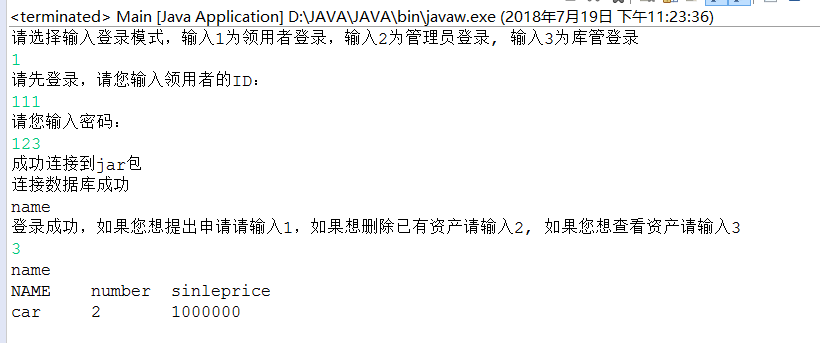 <terminated> Main [Java Application] D:\JAVA\JAVA\bin\javaw.exe (2018年7月19日 下午11:23:36)
请选择输入登录模式，输入1为领用者登录，输入2为管理员登录, 输入3为库管登录
1
请先登录，请您输入领用者的ID：
111
请您输入密码：
123
成功连接到jar包
连接数据库成功
name
登录成功，如果您想提出申请请输入1，如果想删除已有资产请输入2, 如果您想查看资产请输入3
3
name
NAME    number  sinleprice
car     2       1000000